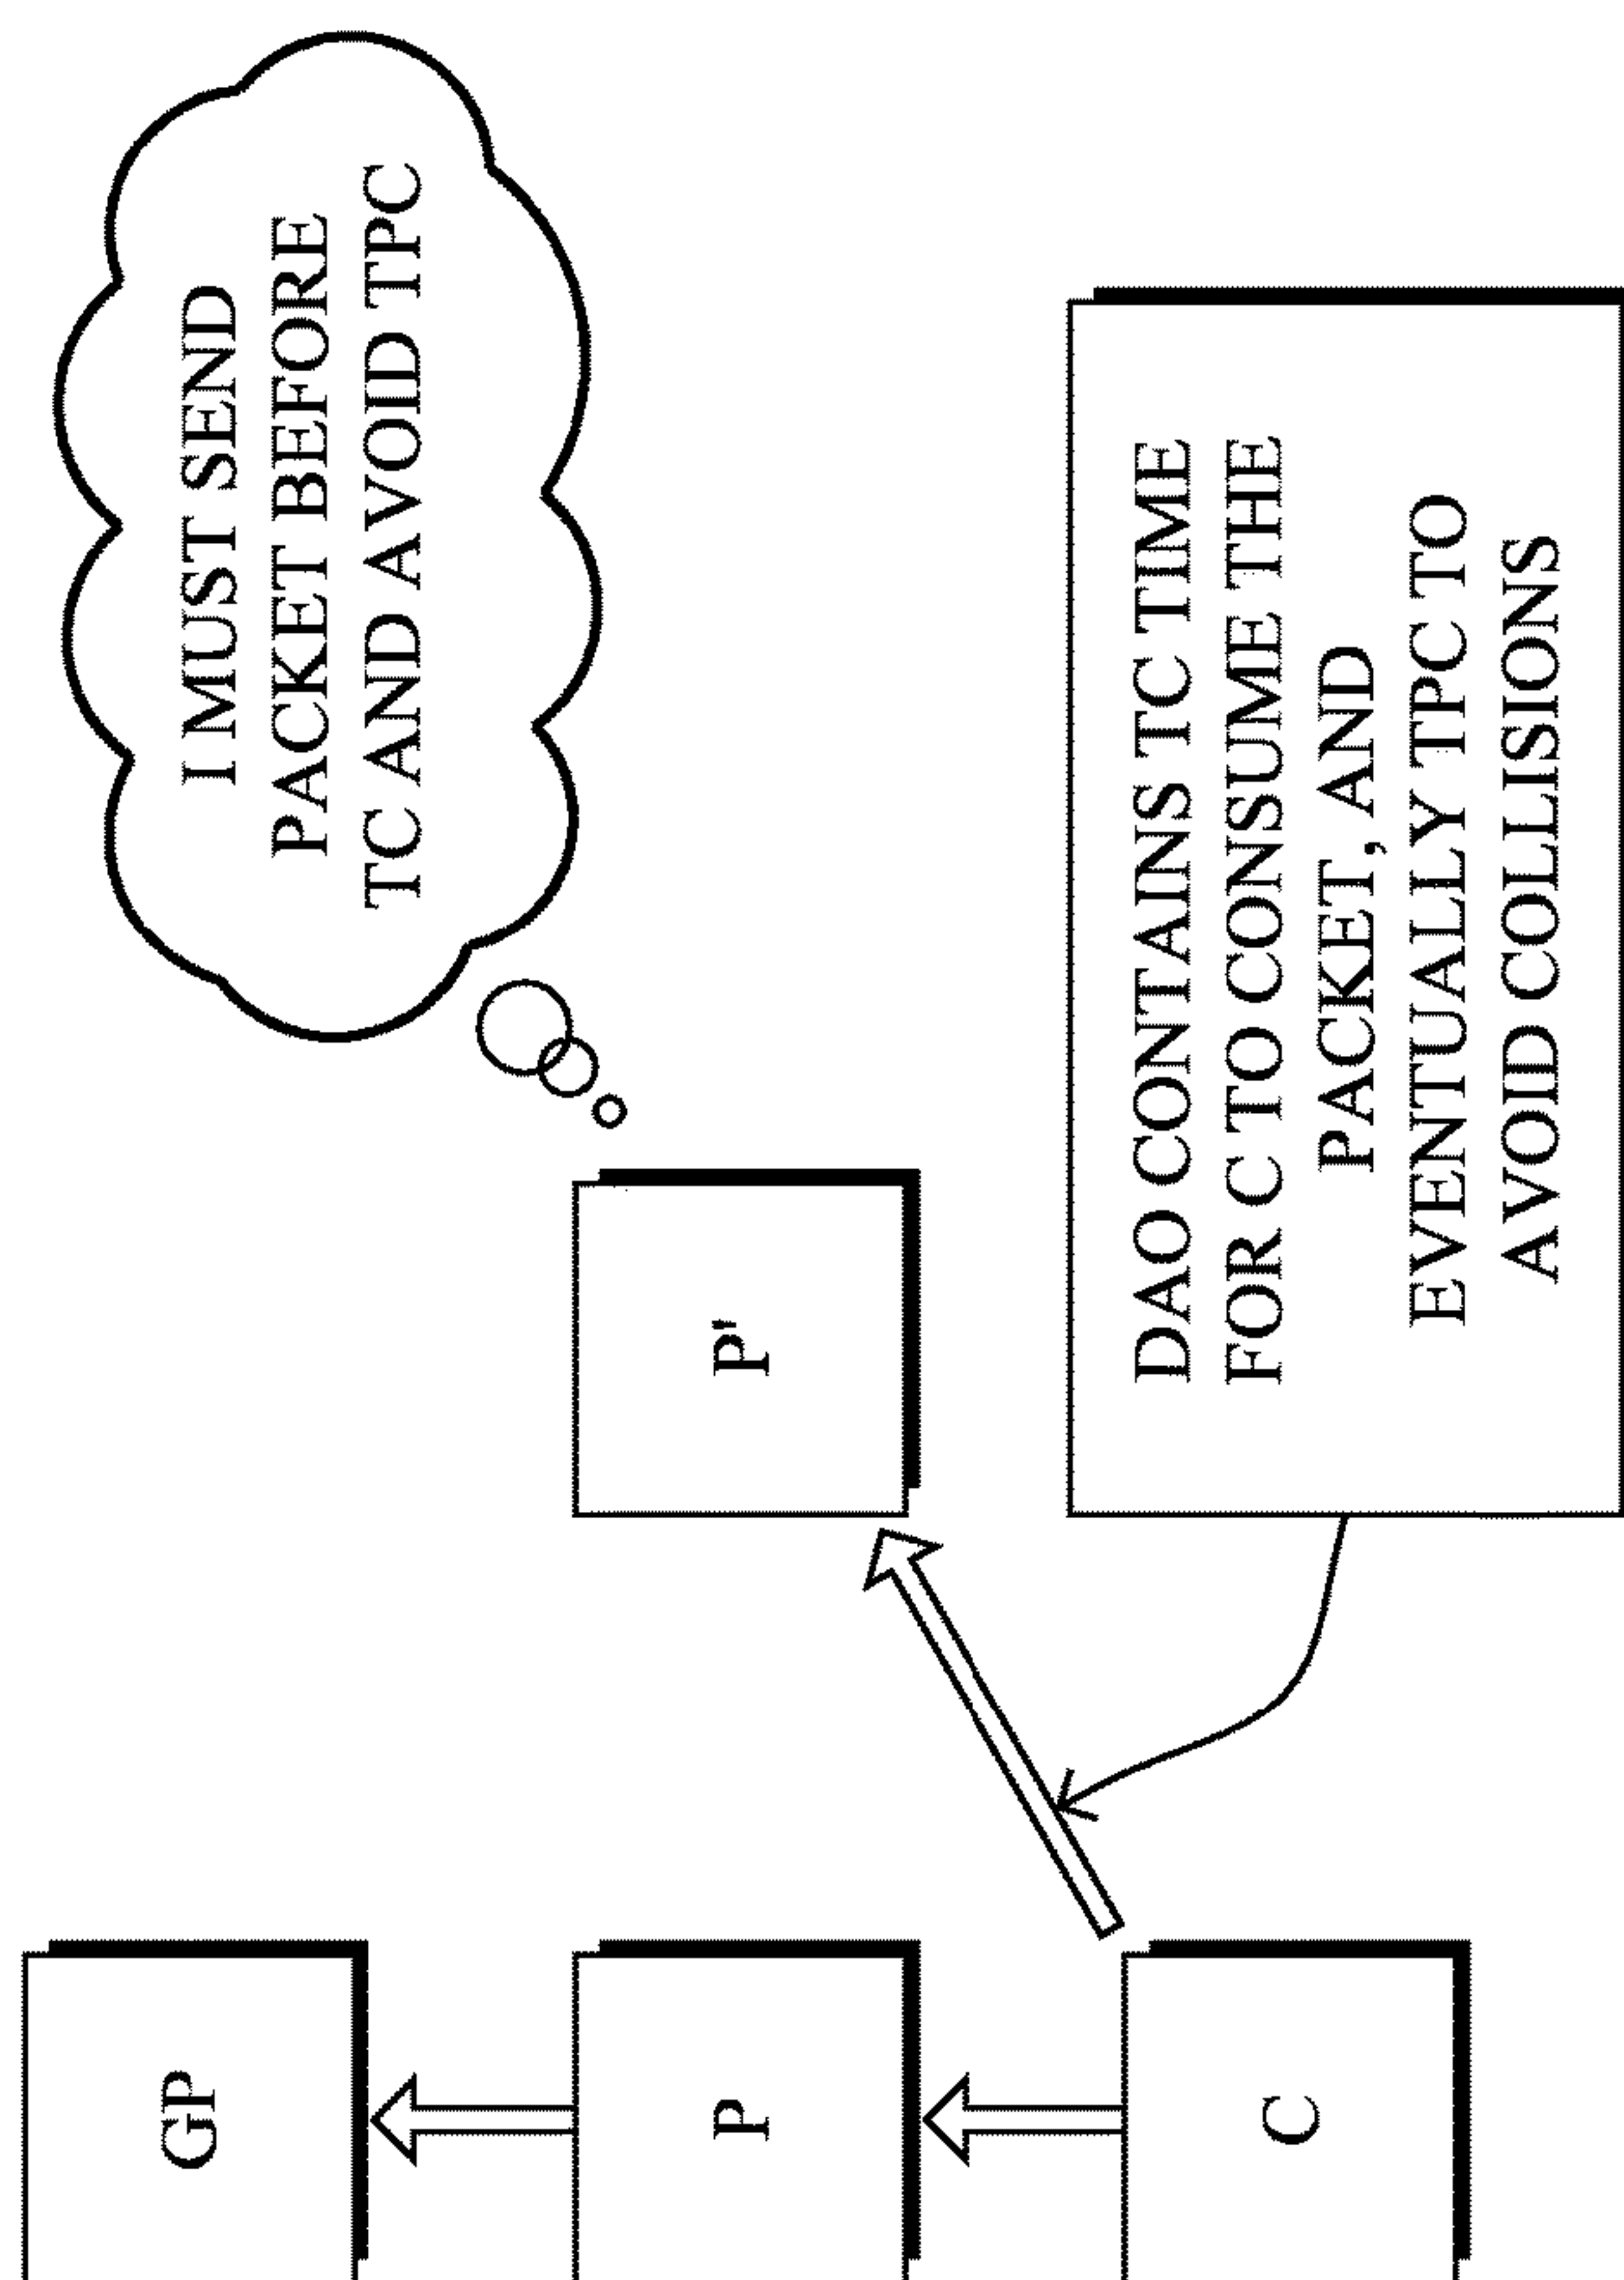 I MUST SEND
PACKET BEFORE
TC AND AVOID TPC
GP
P
P'
C
DAO CONTAINS TC TIME
FOR C TO CONSUME THE
PACKET, AND
EVENTUALLY TPC TO
AVOID COLLISIONS